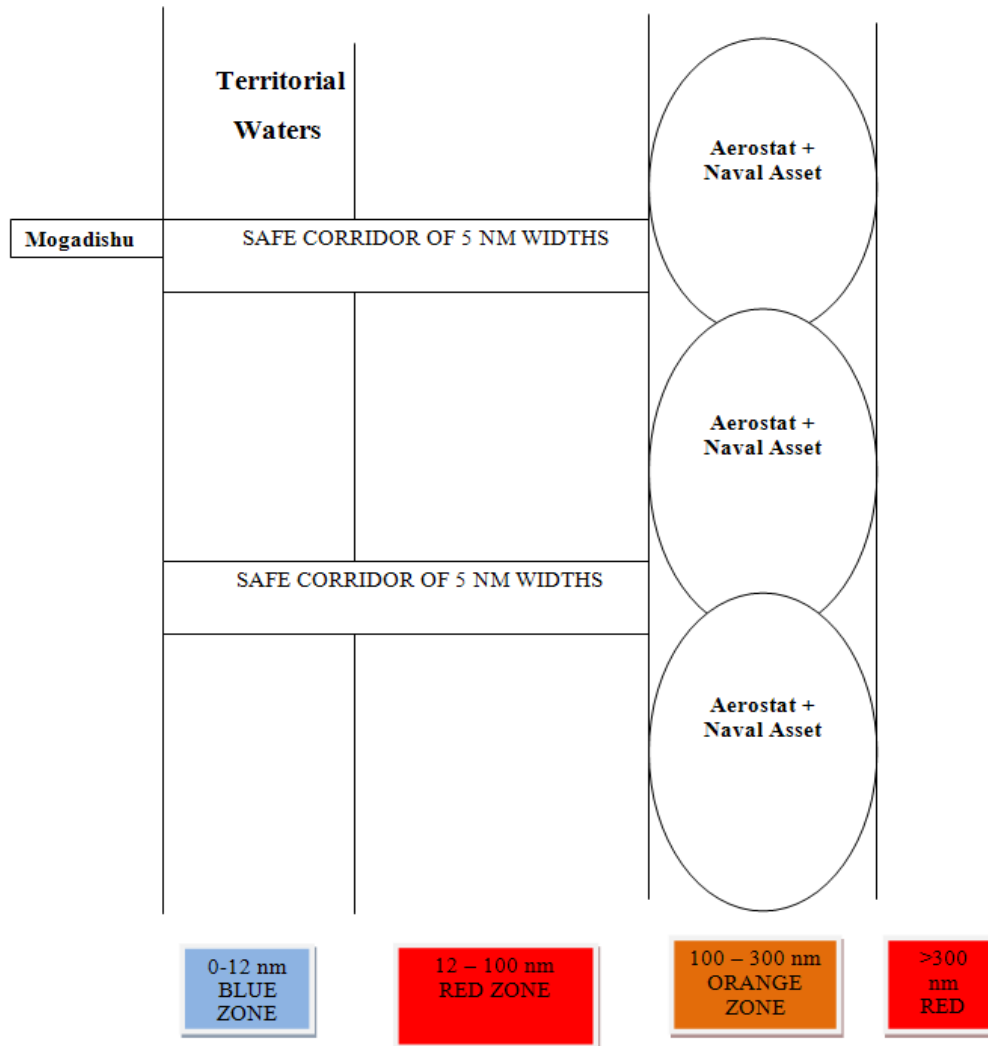 Territorial
Waters
Aerostat +
Naval Asset
Mogadishu
SAFE CORRIDOR OF 5 NM WIDTHS
Aerostat +
Naval Asset
SAFE CORRIDOR OF 5 NM WIDTHS
Aerostat +
Naval Asset
0-12 nm
BLUE
ZONE
12 – 100 nm
RED ZONE
100 – 300 nm
ORANGE
ZONE
>300
nm
RED